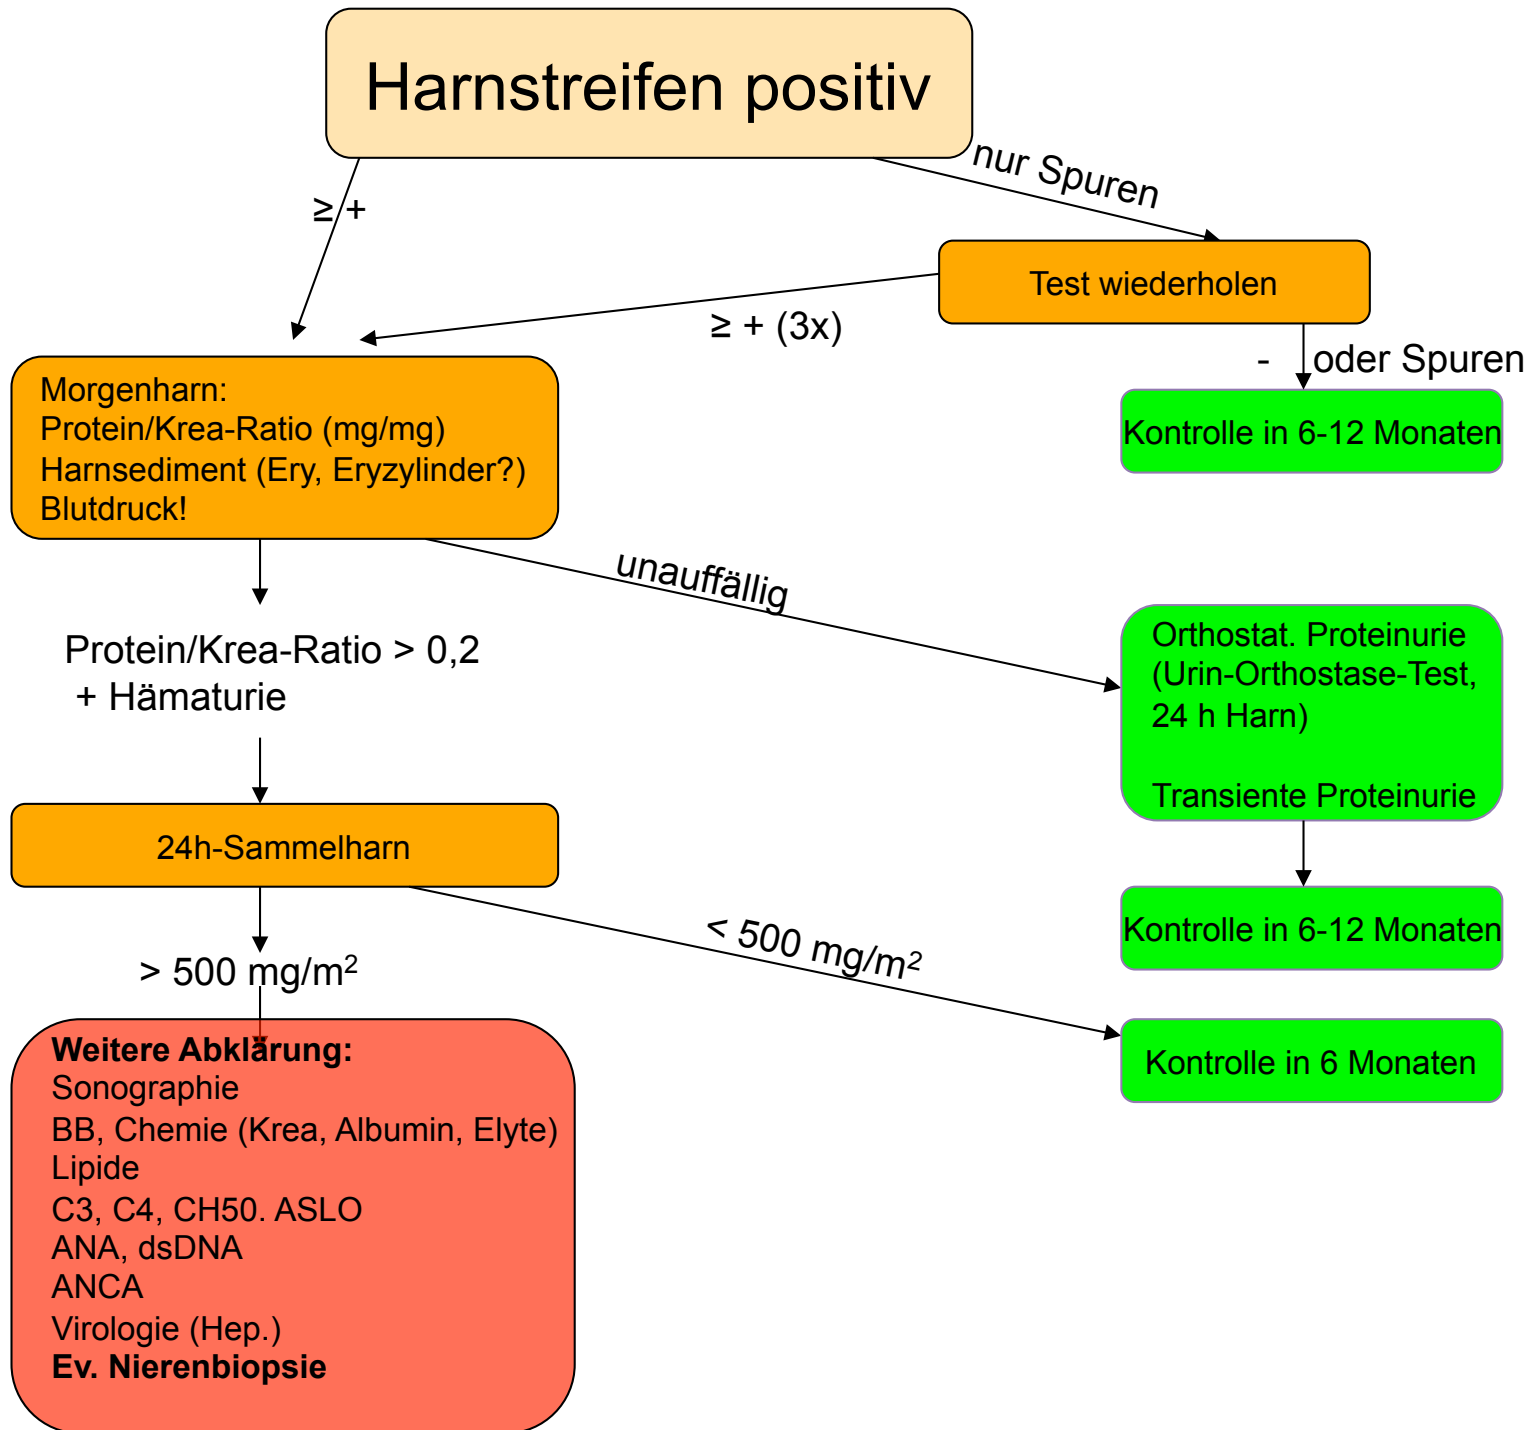 Harnstreifen positiv
≥ +
nur Spuren
Test wiederholen
≥ + (3x)
- oder Spuren
Kontrolle in 6-12 Monaten
Morgenharn:
Protein/Krea-Ratio (mg/mg)
Harnsediment (Ery, Eryzylinder?)
Blutdruck!
unauffällig
Protein/Krea-Ratio > 0,2
+ Hämaturie
Orthostat. Proteinurie
(Urin-Orthostase-Test,
24 h Harn)
Transiente Proteinurie
24h-Sammelharn
Kontrolle in 6-12 Monaten
> 500 mg/m²
< 500 mg/m²
Kontrolle in 6 Monaten
Weitere Abklärung:
Sonographie
BB, Chemie (Krea, Albumin, Elyte)
Lipide
C3, C4, CH50. ASLO
ANA, dsDNA
ANCA
Virologie (Hep.)
Ev. Nierenbiopsie